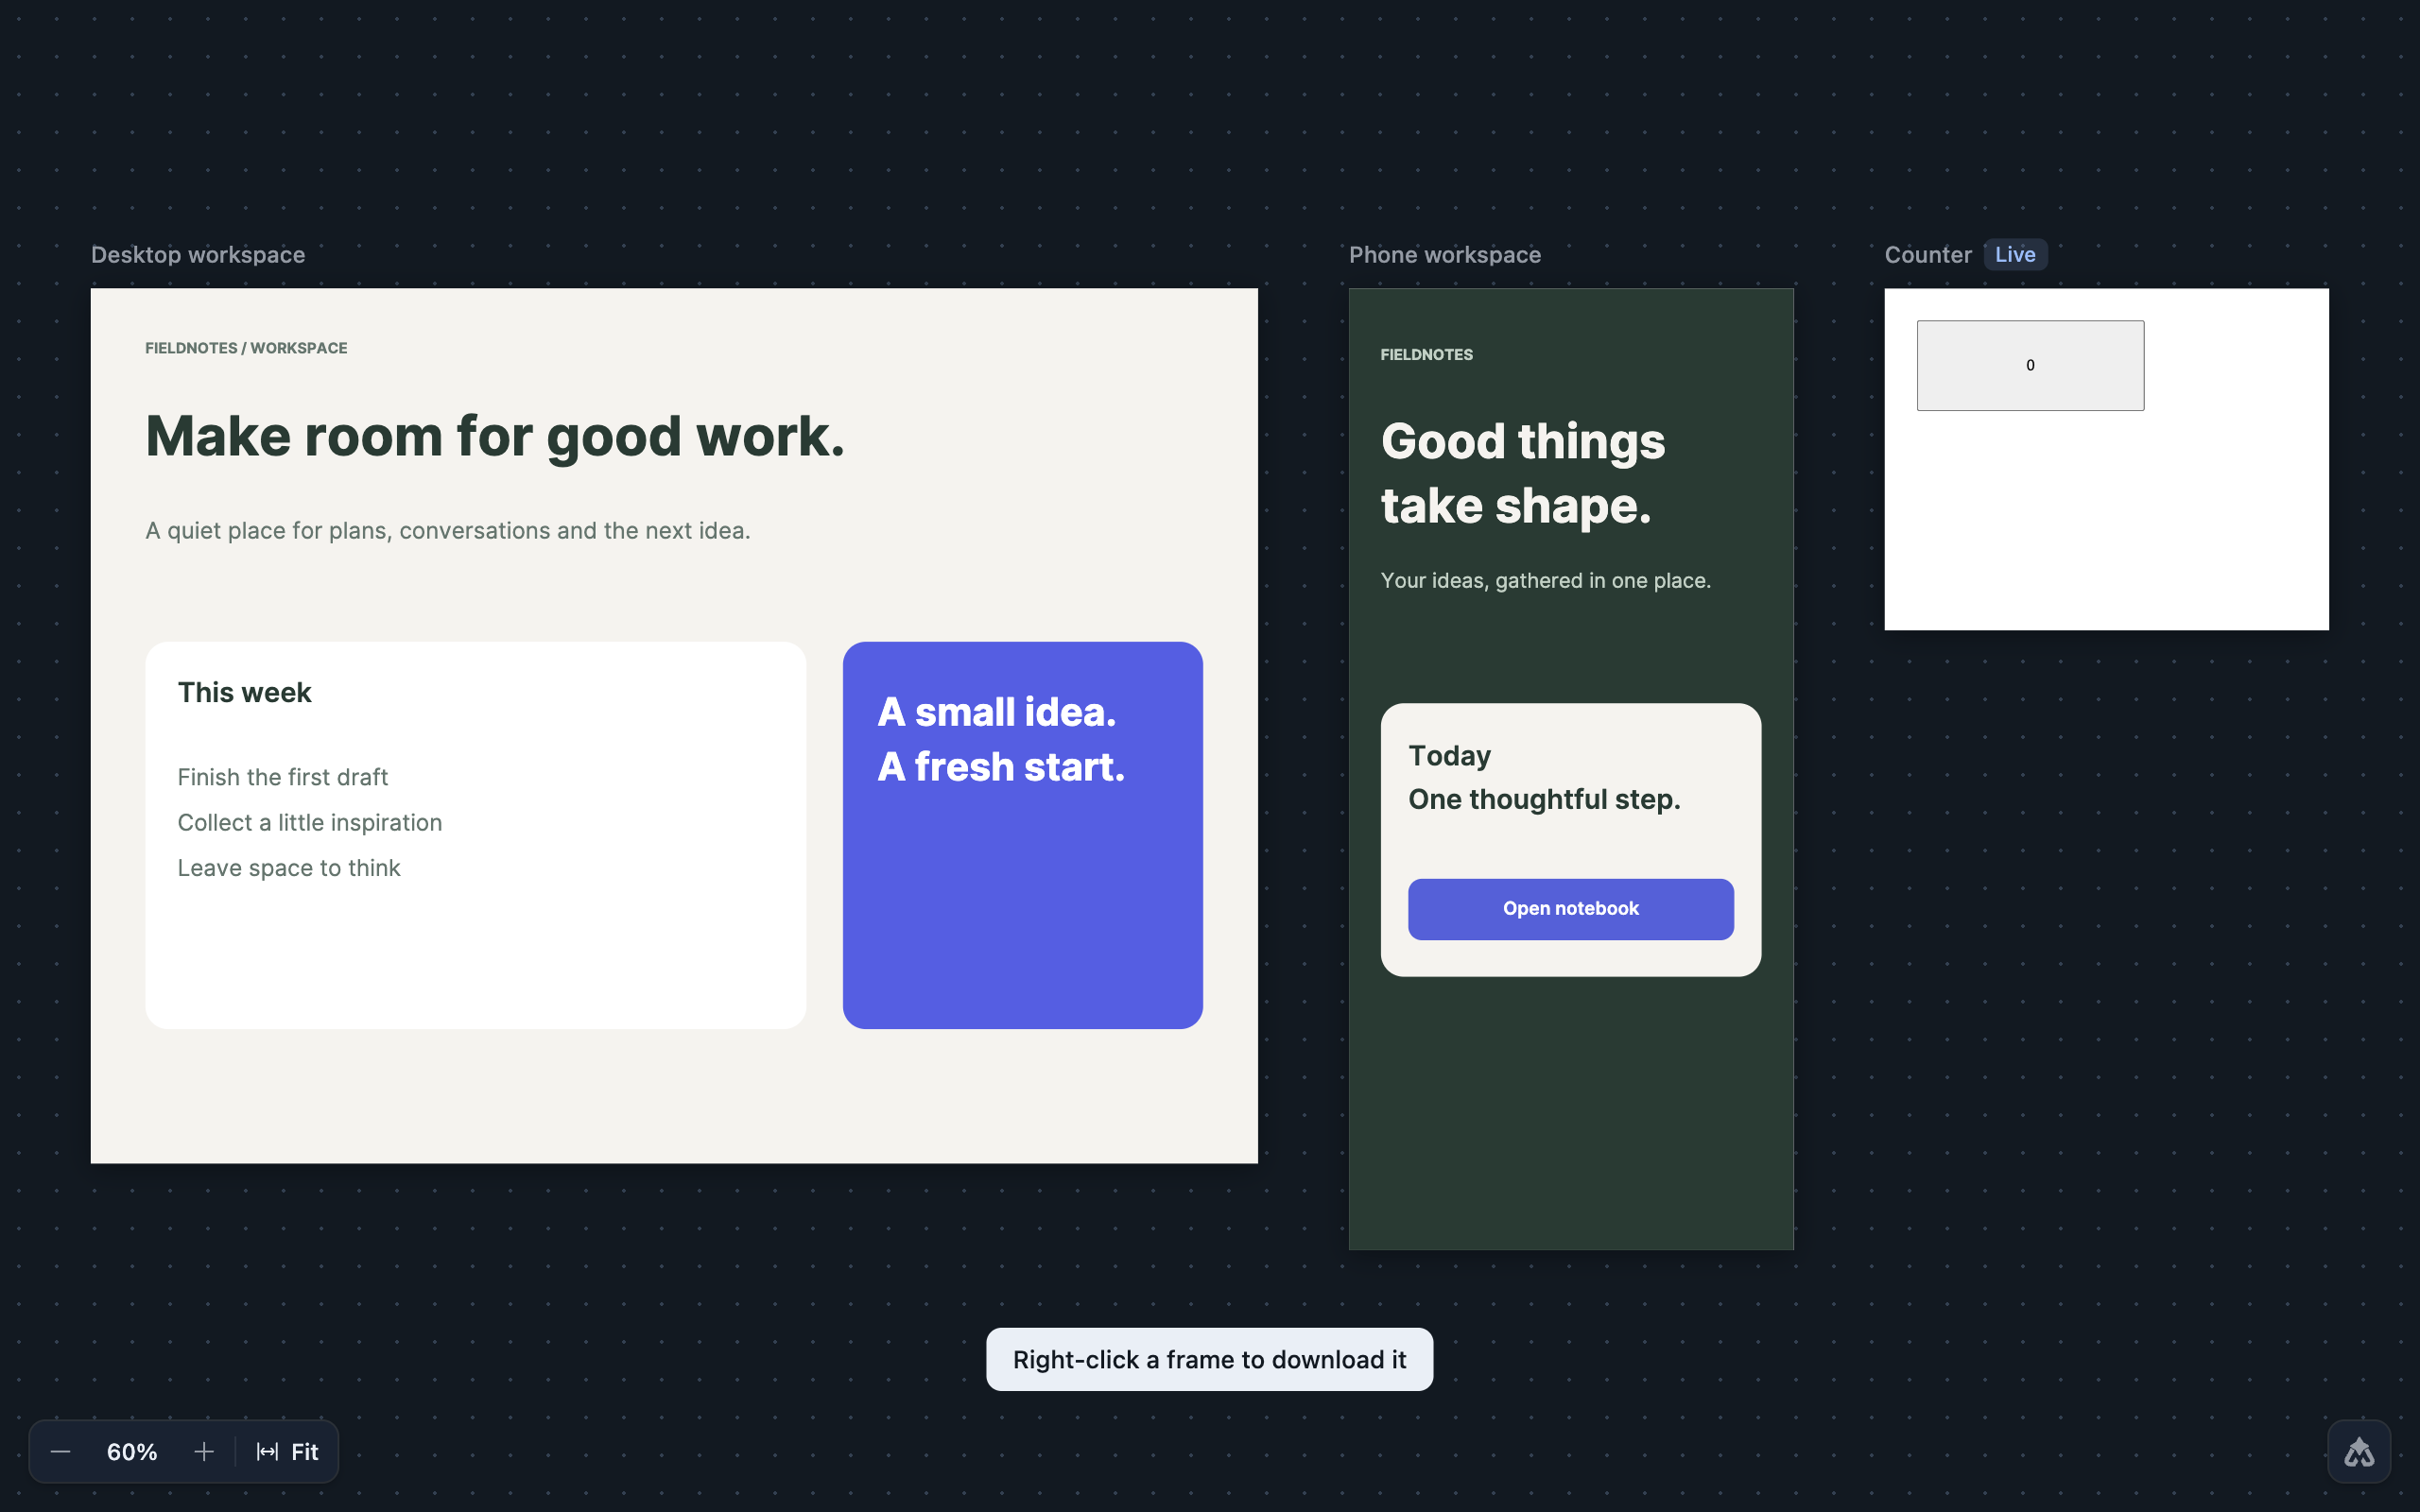 Desktop workspace
FIELDNOTES / WORKSPACE
Make room for good work.
A quiet place for plans, conversations and the next idea.
This week
Finish the first draft
Collect a little inspiration
Leave space to think
A small idea.
A fresh start.
Phone workspace
FIELDNOTES
Good things
take shape.
Your ideas, gathered in one place.
Today
One thoughtful step.
Open notebook
Counter Live
0
Right-click a frame to download it
60% Fit